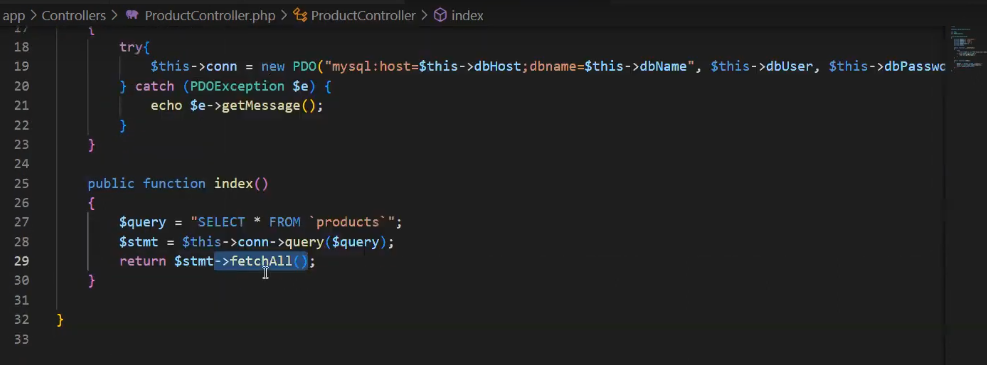 app > Controllers > ProductController.php > ProductController > index
17 {
18 try{
19 $this->conn = new PDO("mysql:host=$this->dbHost;dbname=$this->dbName", $this->dbUser, $this->dbPasswo
20 } catch (PDOException $e) {
21 echo $e->getMessage();
22 }
23 }
24
25 public function index()
26 {
27 $query = "SELECT * FROM `products`";
28 $stmt = $this->conn->query($query);
29 return $stmt->fetchAll();
30 }
31
32 }
33